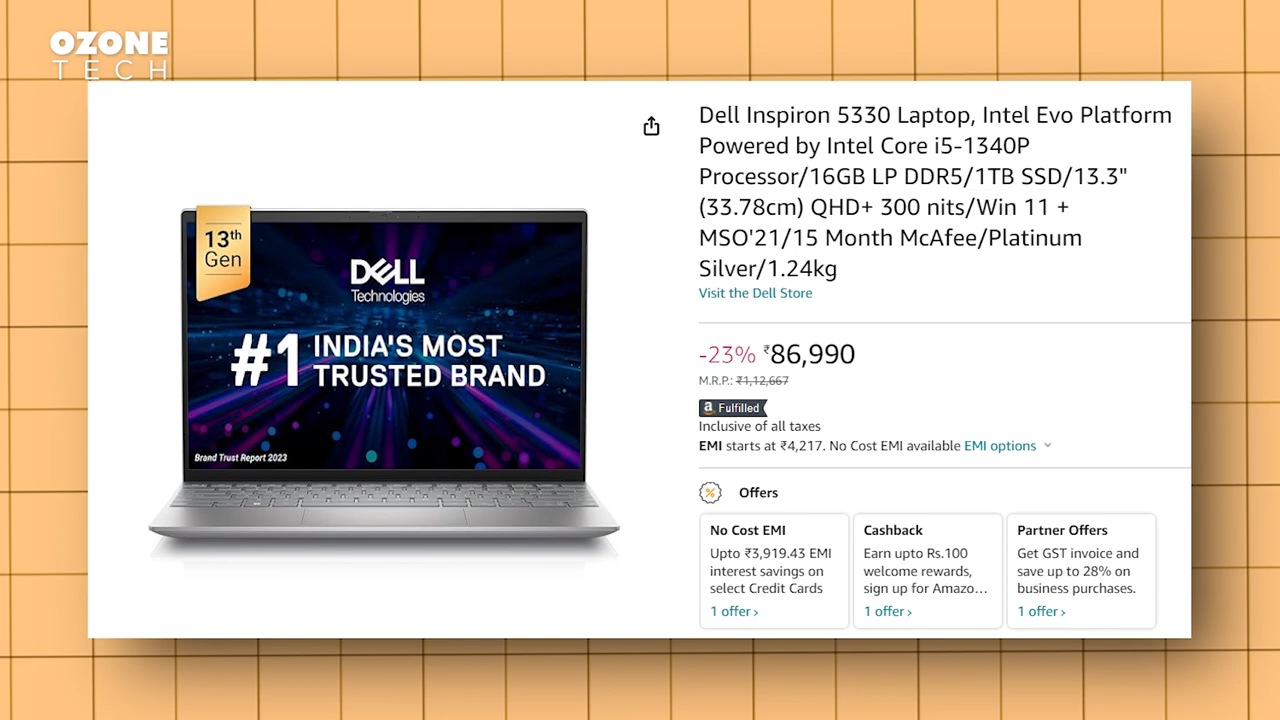 OZONE
TECH
13th
Gen
DELL
Technologies
#1 INDIA'S MOST
TRUSTED BRAND
Brand Trust Report 2023
Dell Inspiron 5330 Laptop, Intel Evo Platform
Powered by Intel Core i5-1340P
Processor/16GB LP DDR5/1TB SSD/13.3"
(33.78cm) QHD+ 300 nits/Win 11 +
MSO'21/15 Month McAfee/Platinum
Silver/1.24kg
Visit the Dell Store
-23% ₹86,990
M.R.P.: ₹1,12,667
a Fulfilled
Inclusive of all taxes
EMI starts at ₹4,217. No Cost EMI available EMI options
% Offers
No Cost EMI
Upto ₹3,919.43 EMI
interest savings on
select Credit Cards
1 offer ›
Cashback
Earn upto Rs.100
welcome rewards,
sign up for Amazo…
1 offer ›
Partner Offers
Get GST invoice and
save up to 28% on
business purchases.
1 offer ›